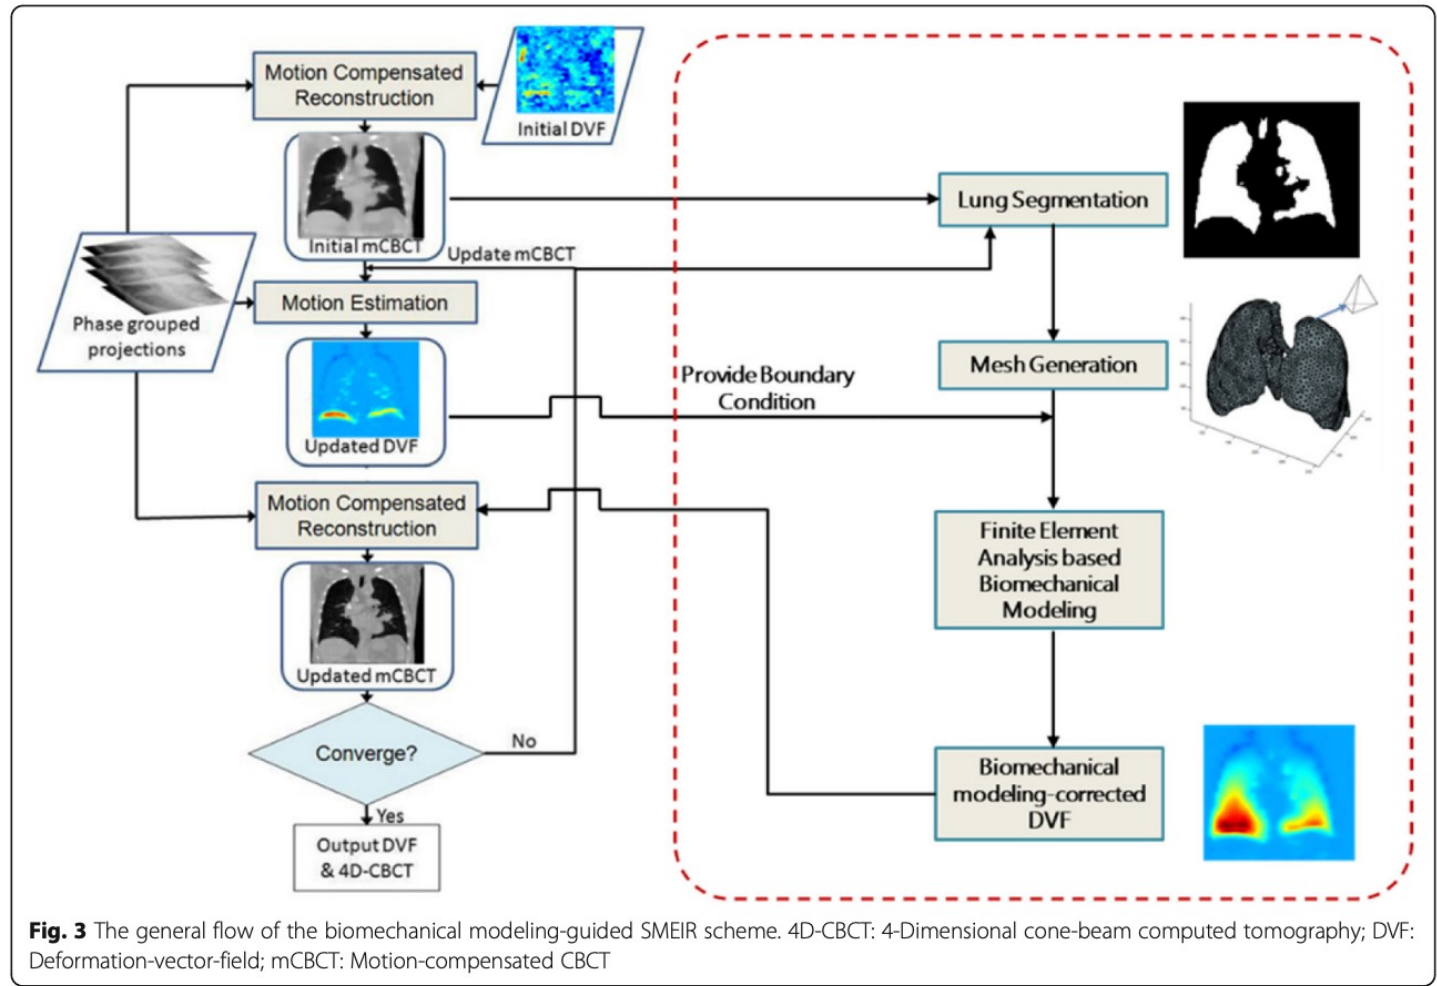 Motion Compensated
Reconstruction
Initial DVF
Initial mCBCT
Lung Segmentation
Update mCBCT
Motion Estimation
Phase grouped
projections
Updated DVF
Mesh Generation
Provide Boundary
Condition
Motion Compensated
Reconstruction
Updated mCBCT
Finite Element
Analysis based
Biomechanical
Modeling
Converge?
No
Yes
Output DVF
& 4D-CBCT
Biomechanical
modeling-corrected
DVF
Fig. 3 The general flow of the biomechanical modeling-guided SMEIR scheme. 4D-CBCT: 4-Dimensional cone-beam computed tomography; DVF:
Deformation-vector-field; mCBCT: Motion-compensated CBCT